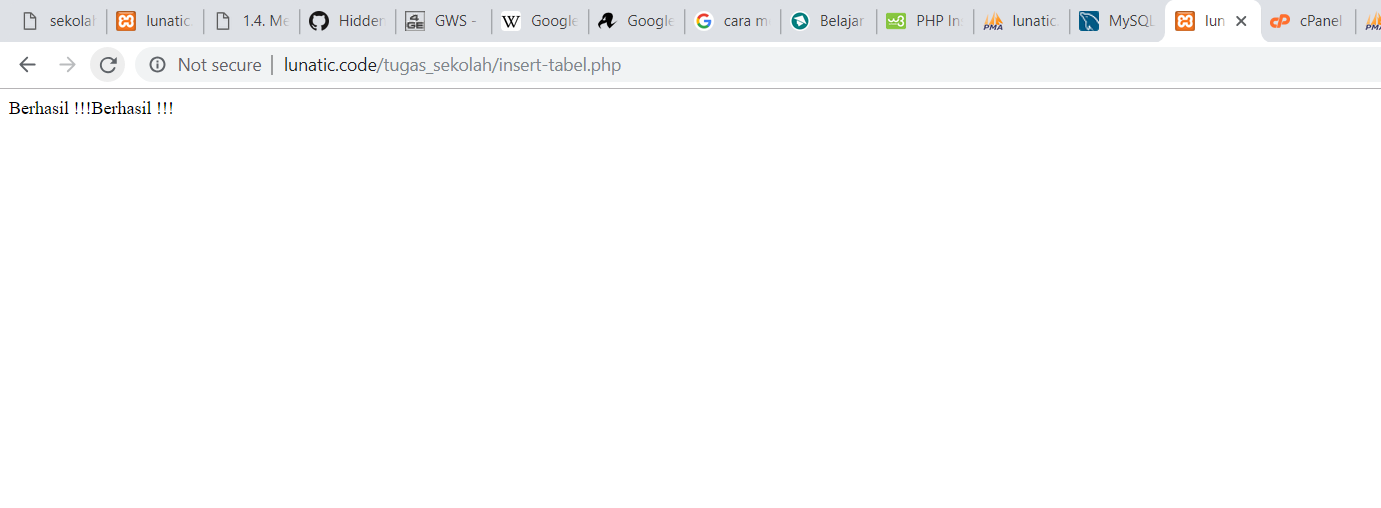 sekolah lunatic. 1.4. Me Hidden GWS - Google Google cara m Belajar PHP Ins lunatic. MySQL lun cPanel
Not secure | lunatic.code/tugas_sekolah/insert-tabel.php
Berhasil !!!Berhasil !!!